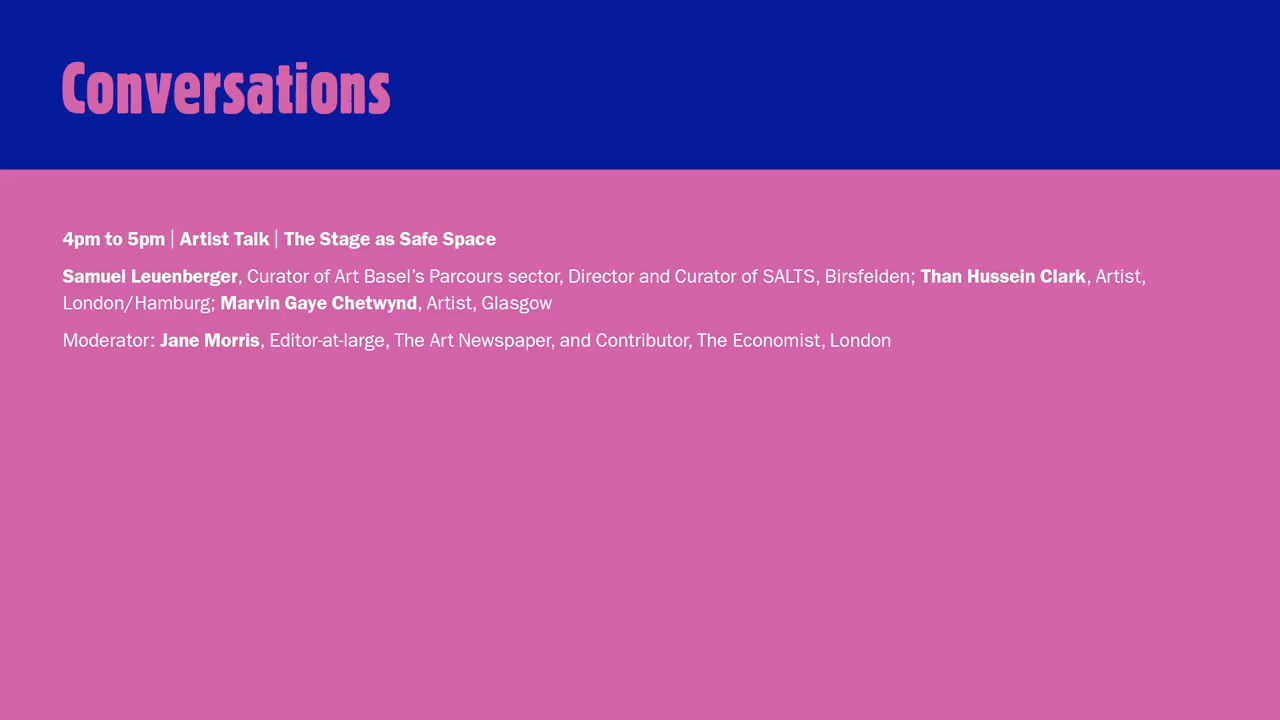 Conversations
4pm to 5pm | Artist Talk | The Stage as Safe Space
Samuel Leuenberger, Curator of Art Basel’s Parcours sector, Director and Curator of SALTS, Birsfelden; Than Hussein Clark, Artist,
London/Hamburg; Marvin Gaye Chetwynd, Artist, Glasgow
Moderator: Jane Morris, Editor-at-large, The Art Newspaper, and Contributor, The Economist, London